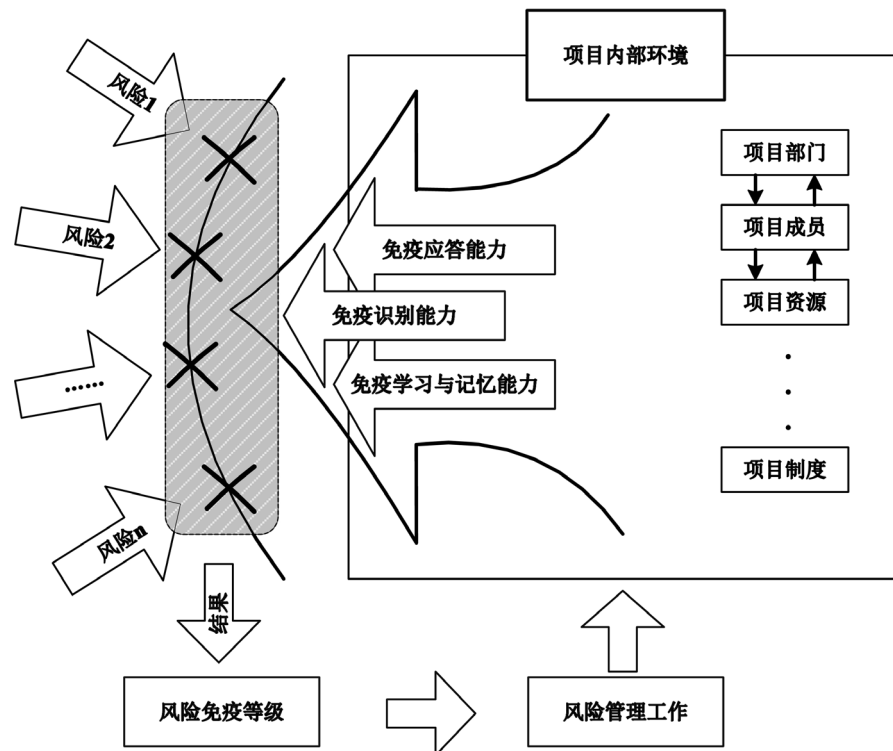 项目内部环境
风险1
风险2
……
风险n
免疫应答能力
免疫识别能力
免疫学习与记忆能力
项目部门
项目成员
项目资源
项目制度
结果
风险免疫等级
风险管理工作